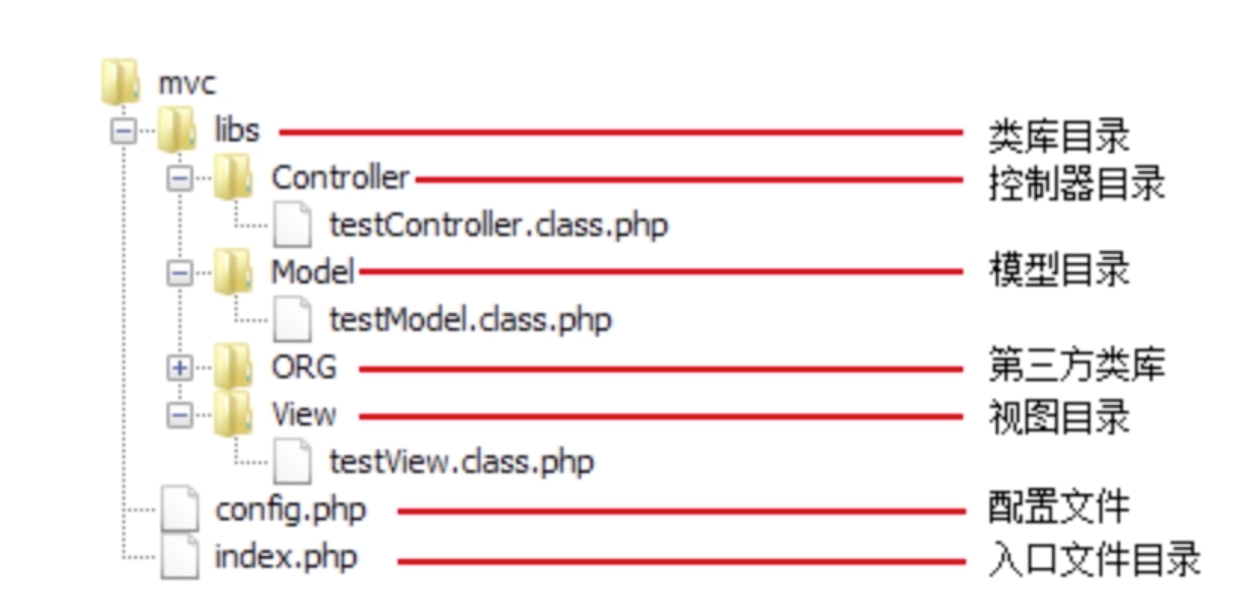 mvc
libs 类库目录
Controller 控制器目录
testController.class.php
Model 模型目录
testModel.class.php
ORG 第三方类库
View 视图目录
testView.class.php
config.php 配置文件
index.php 入口文件目录